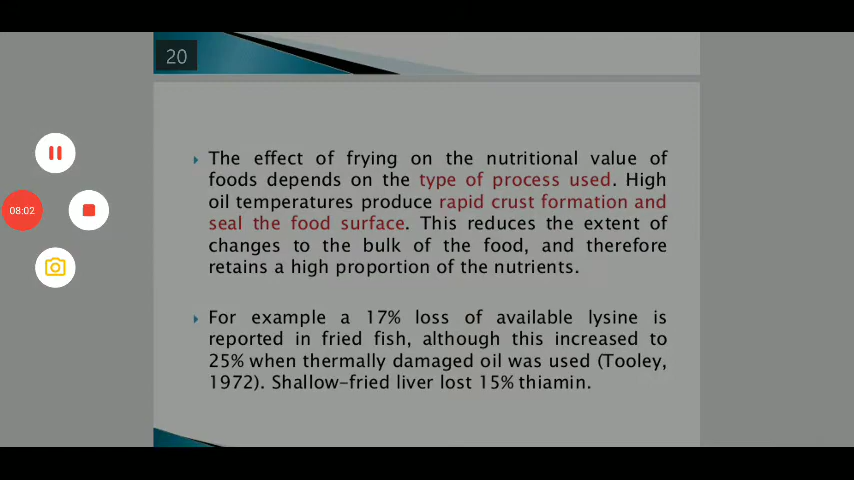 20
The effect of frying on the nutritional value of
foods depends on the type of process used. High
oil temperatures produce rapid crust formation and
seal the food surface. This reduces the extent of
changes to the bulk of the food, and therefore
retains a high proportion of the nutrients.
For example a 17% loss of available lysine is
reported in fried fish, although this increased to
25% when thermally damaged oil was used (Tooley,
1972). Shallow-fried liver lost 15% thiamin.
08:02